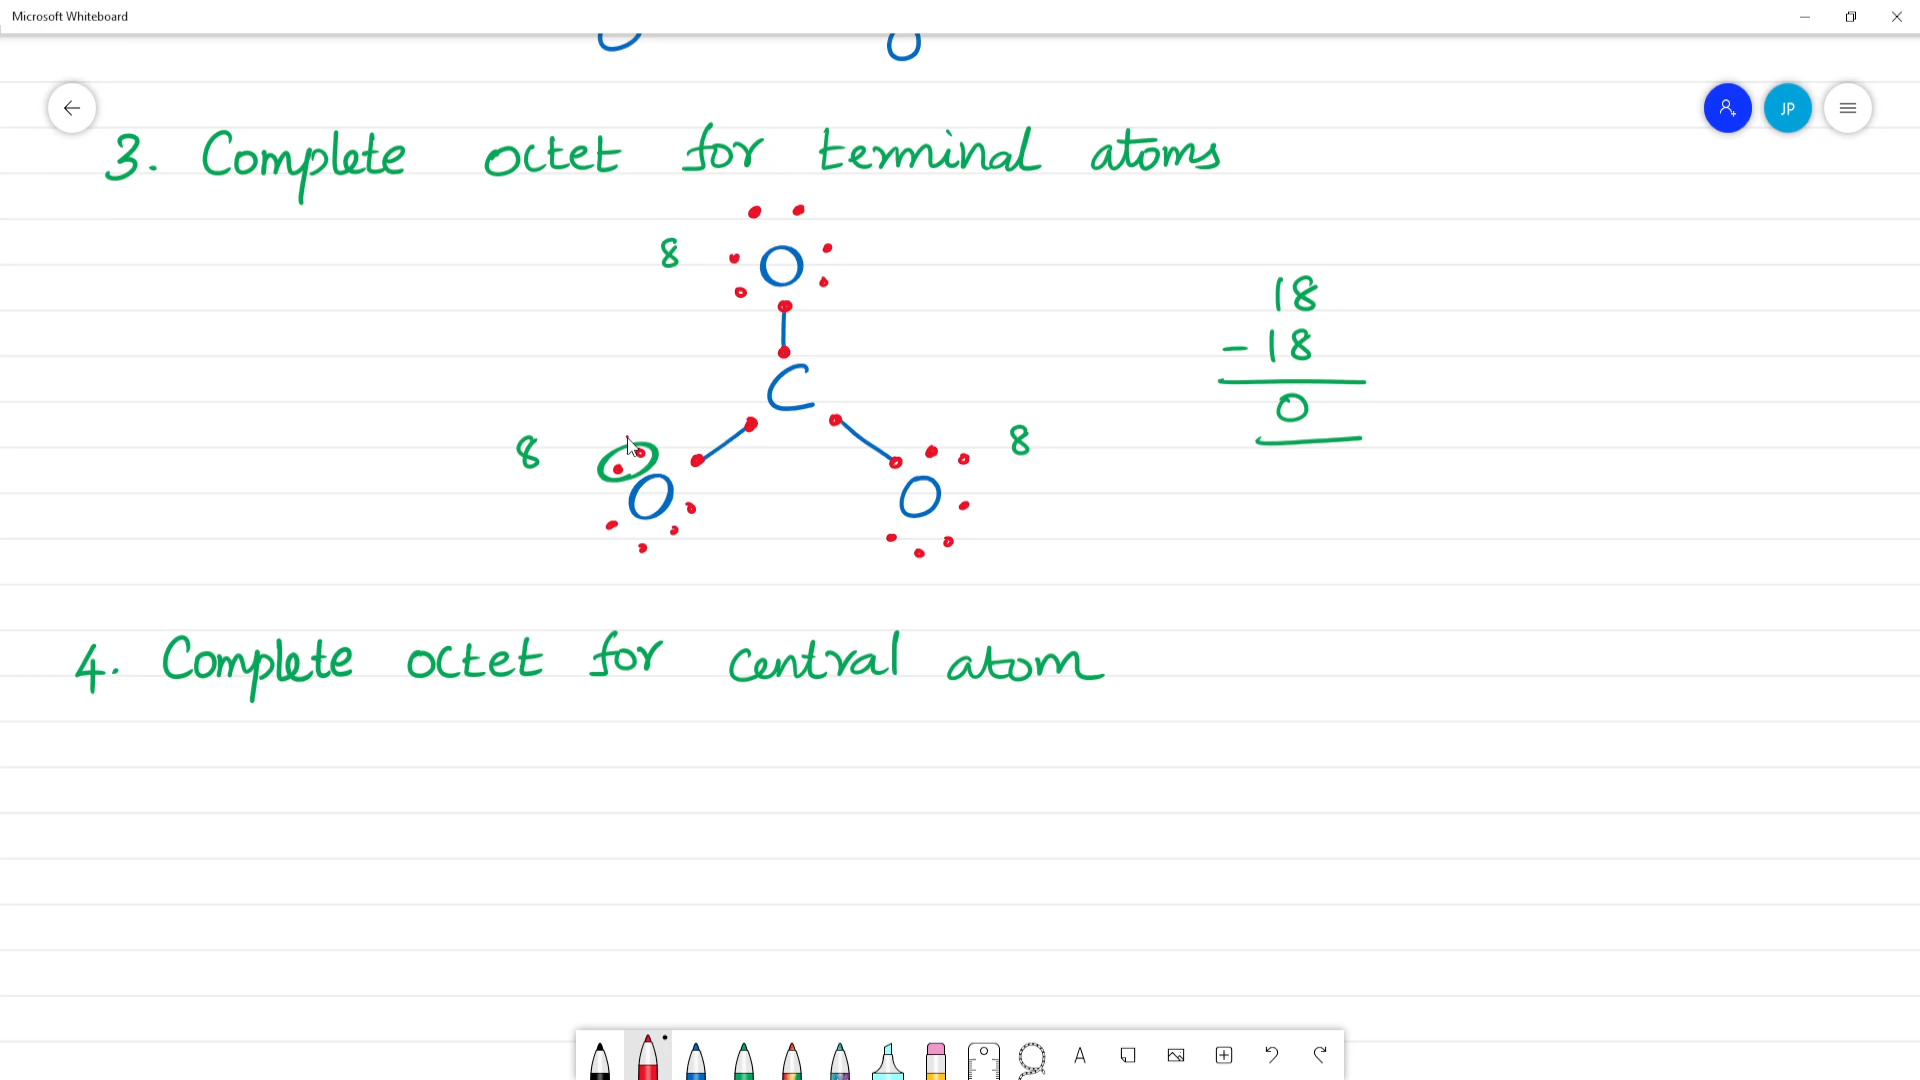 Microsoft Whiteboard
JP
3. Complete octet for terminal atoms
8 O
18
- 18
0
C
8 O O 8
4. Complete octet for central atom
A